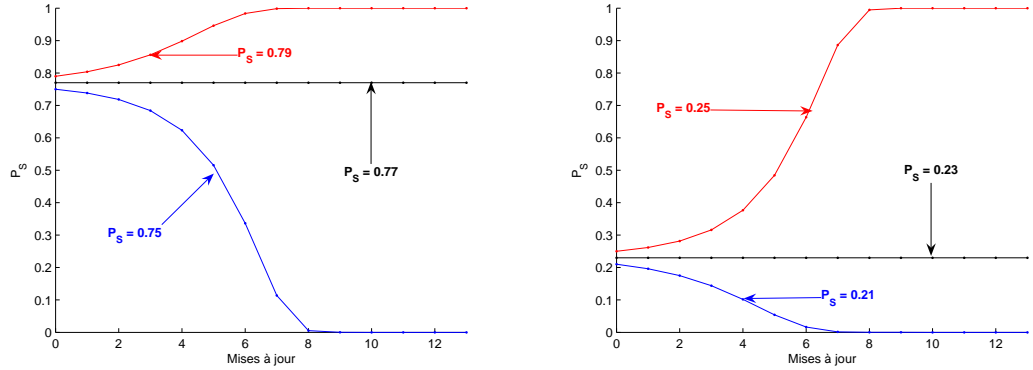 1
0.9
0.8
0.7
0.6
0.5
0.4
0.3
0.2
0.1
0
P_S
P_S = 0.79
P_S = 0.77
P_S = 0.75
0 2 4 6 8 10 12
Mises à jour
1
0.9
0.8
0.7
0.6
0.5
0.4
0.3
0.2
0.1
0
P_S
P_S = 0.25
P_S = 0.23
P_S = 0.21
0 2 4 6 8 10 12
Mises à jour